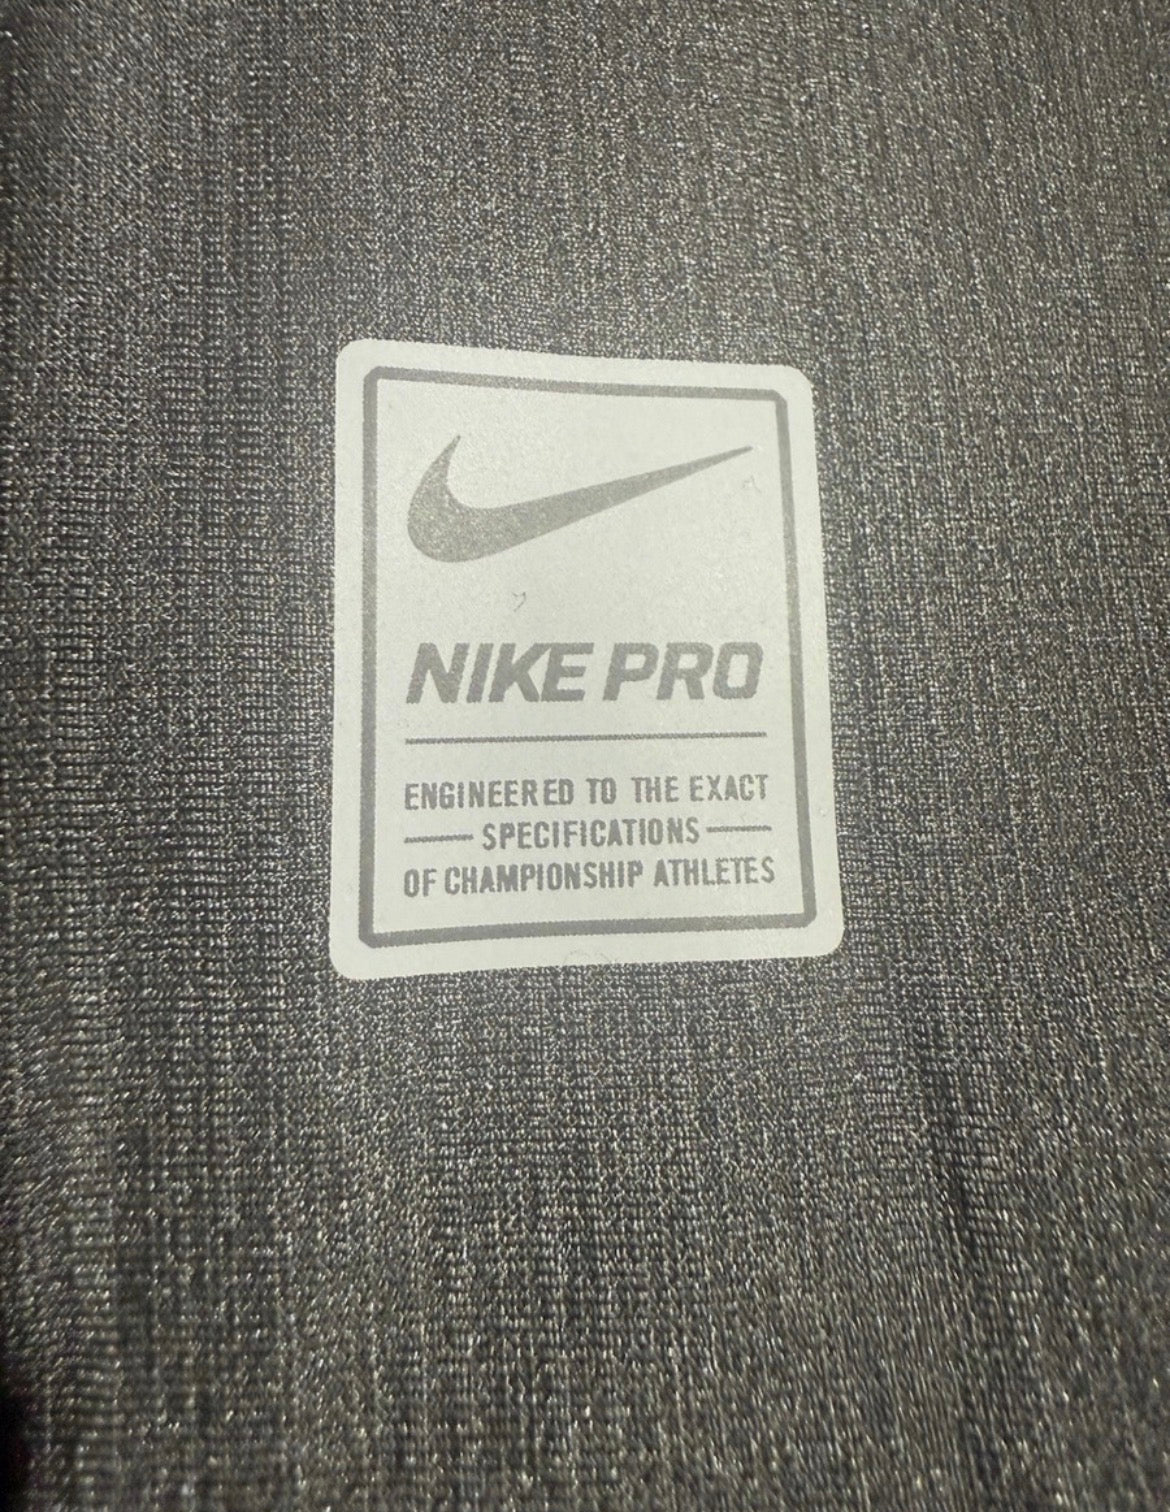 NIKE PRO
ENGINEERED TO THE EXACT
SPECIFICATIONS
OF CHAMPIONSHIP ATHLETES